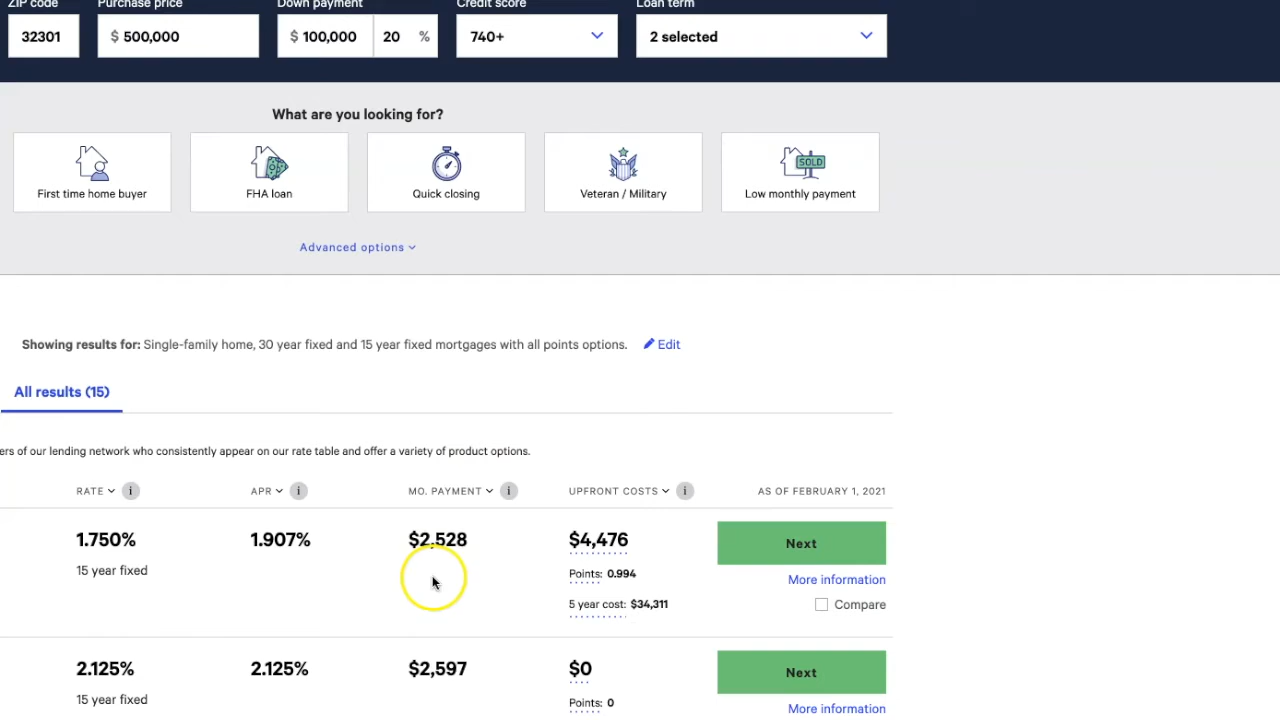 ZIP code Purchase price Down payment Credit score Loan term
32301 $ 500,000 $ 100,000 20 % 740+ 2 selected
What are you looking for?
First time home buyer FHA loan Quick closing Veteran / Military SOLD Low monthly payment
Advanced options
Showing results for: Single-family home, 30 year fixed and 15 year fixed mortgages with all points options. Edit
All results (15)
ers of our lending network who consistently appear on our rate table and offer a variety of product options.
RATE i APR i MO. PAYMENT i UPFRONT COSTS i AS OF FEBRUARY 1, 2021
1.750% 1.907% $2,528 $4,476 Next
15 year fixed Points: 0.994 More information
5 year cost: $34,311 Compare
2.125% 2.125% $2,597 $0 Next
15 year fixed Points: 0 More information